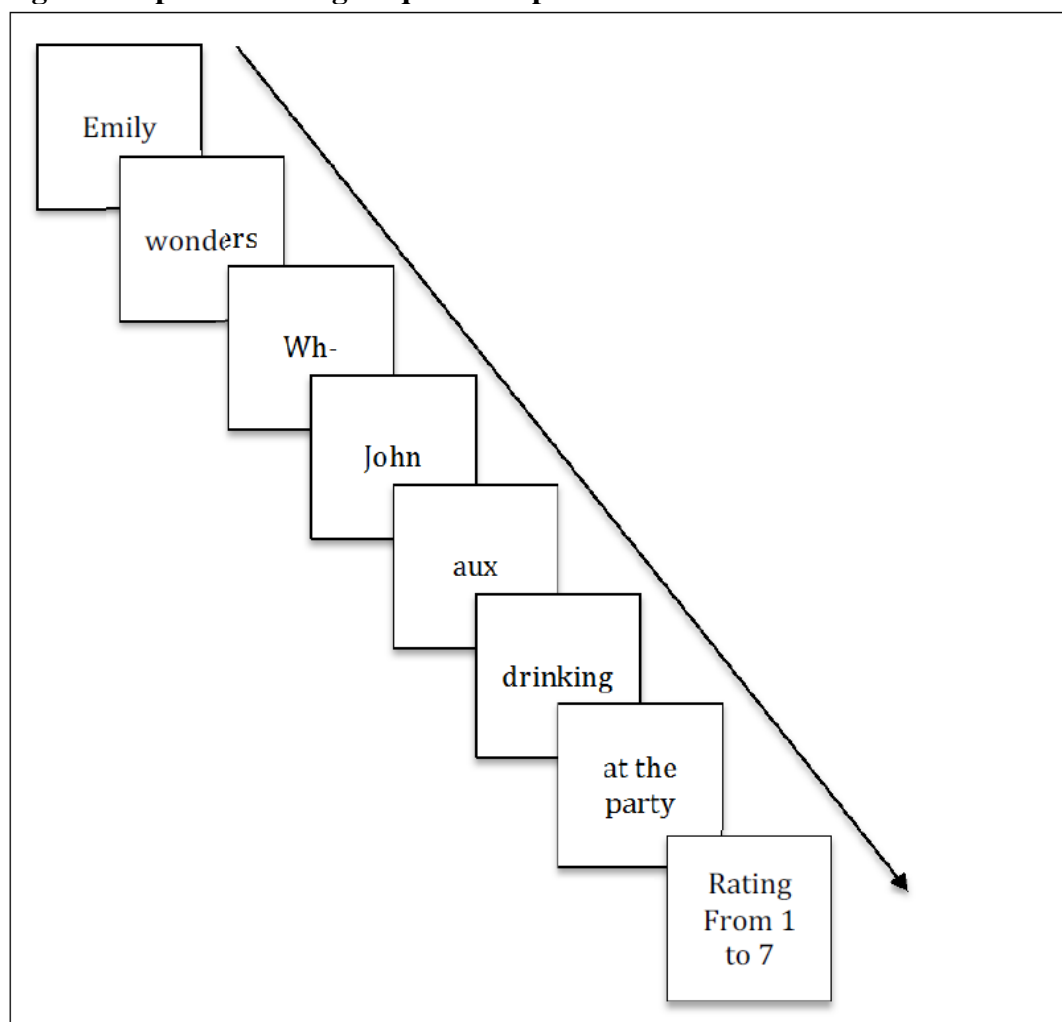 Emily
wonders
Wh-
John
aux
drinking
at the
party
Rating
From 1
to 7